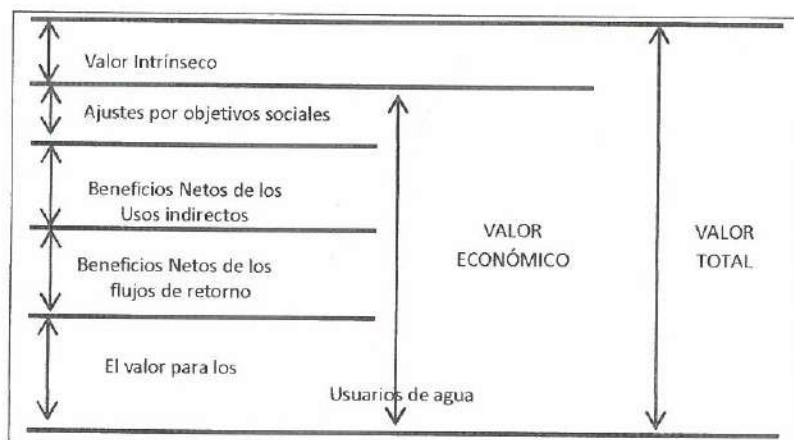 Valor Intrínseco
Ajustes por objetivos sociales
Beneficios Netos de los
Usos indirectos
Beneficios Netos de los
flujos de retorno
El valor para los
Usuarios de agua
VALOR
ECONÓMICO
VALOR
TOTAL